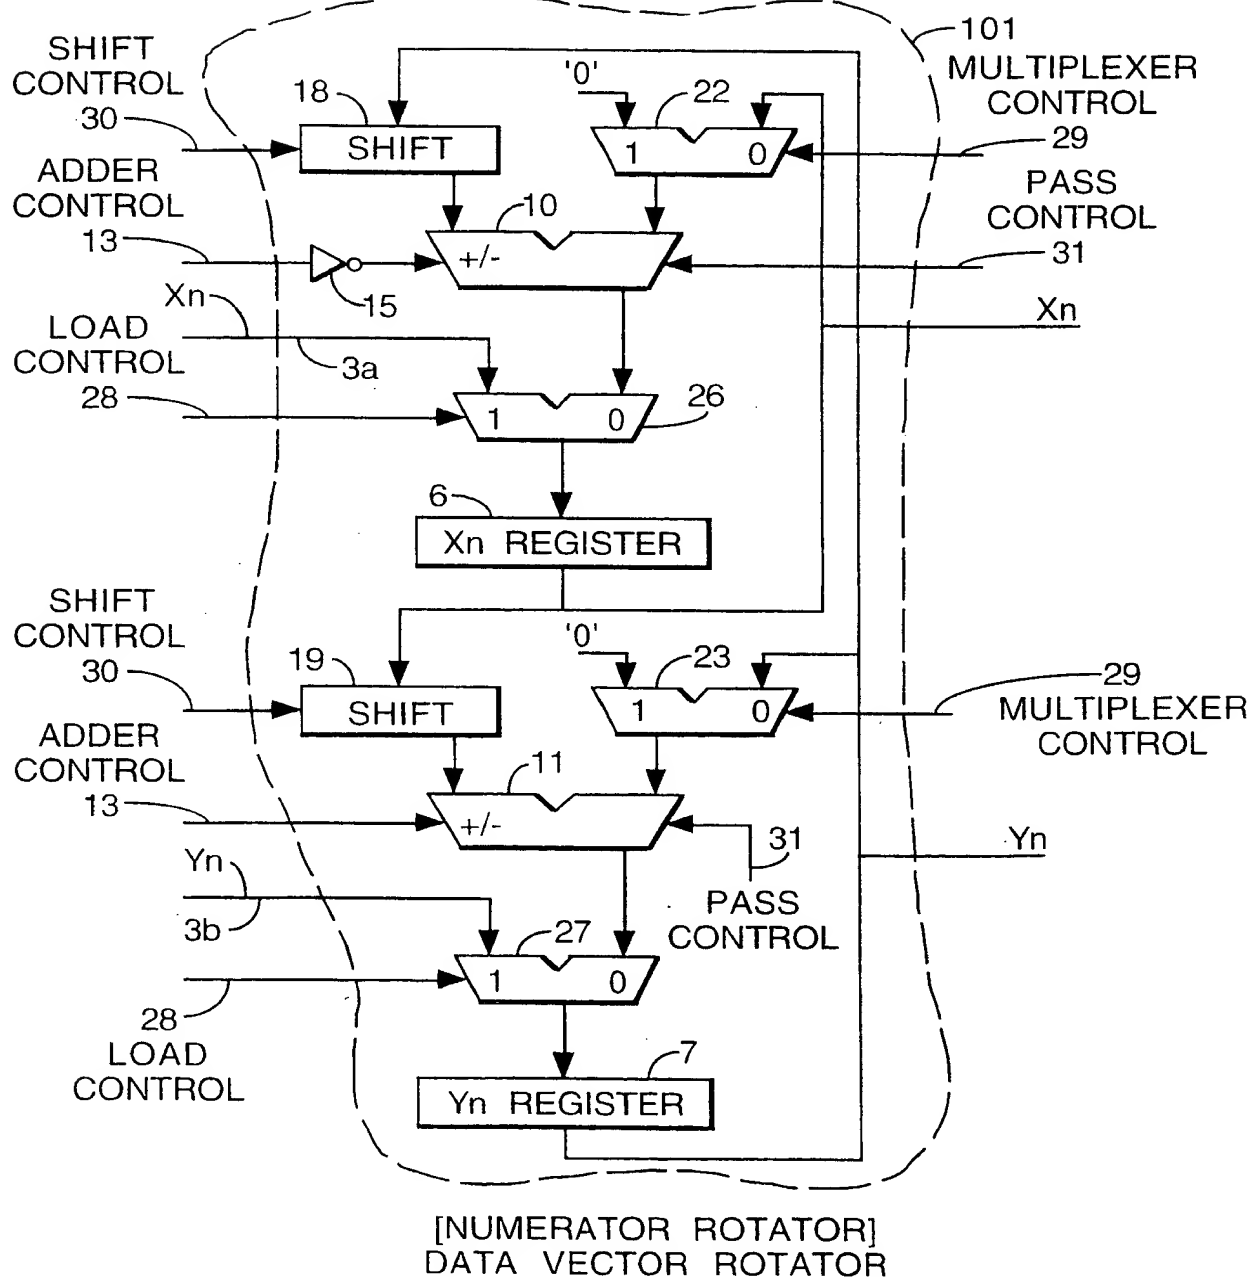 101
SHIFT
CONTROL
30
18
'0'
22
MULTIPLEXER
CONTROL
29
SHIFT
1 0
ADDER
CONTROL
13
10
PASS
CONTROL
31
+/-
15
Xn
3a
Xn
LOAD
CONTROL
28
1 0
26
6
Xn REGISTER
SHIFT
CONTROL
30
19
'0'
23
29
MULTIPLEXER
CONTROL
SHIFT
1 0
ADDER
CONTROL
13
11
+/-
31
PASS
CONTROL
Yn
Yn
3b
27
1 0
28
LOAD
CONTROL
7
Yn REGISTER
[NUMERATOR ROTATOR]
DATA VECTOR ROTATOR